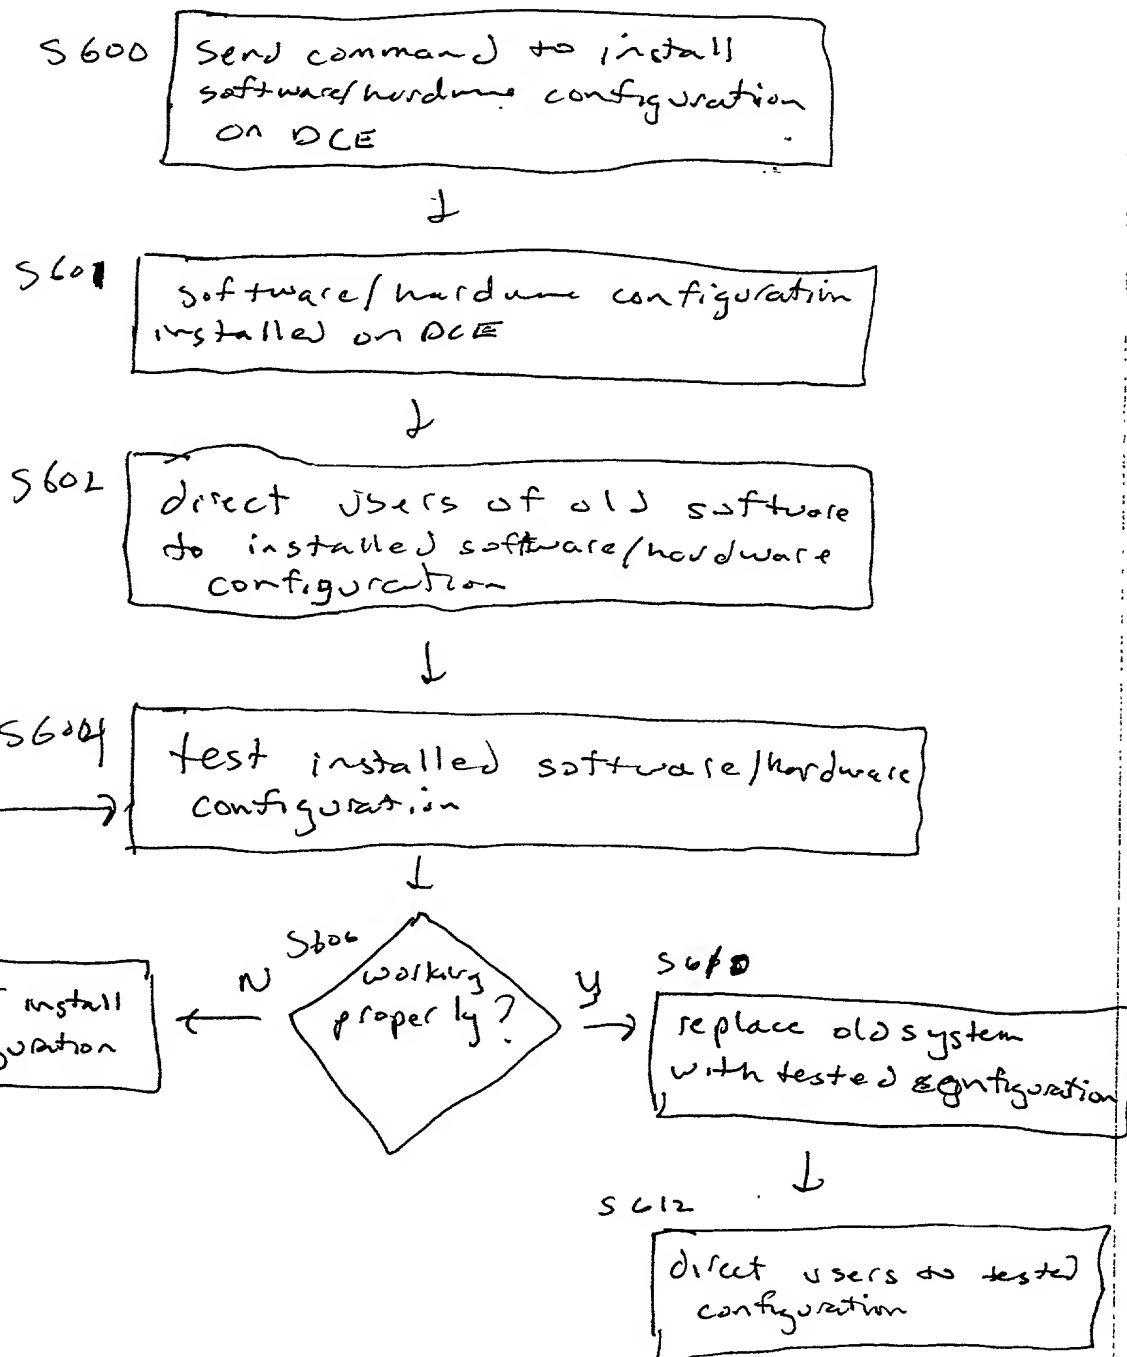 S600
Send command to install
software/hardware configuration
on DCE
S601
software/hardware configuration
installed on DCE
S602
direct users of old software
to installed software/hardware
configuration
S604
test installed software/hardware
configuration
S606
working
properly?
N
Y
install
guration
S610
replace old system
with tested configuration
S612
direct users to tested
configuration